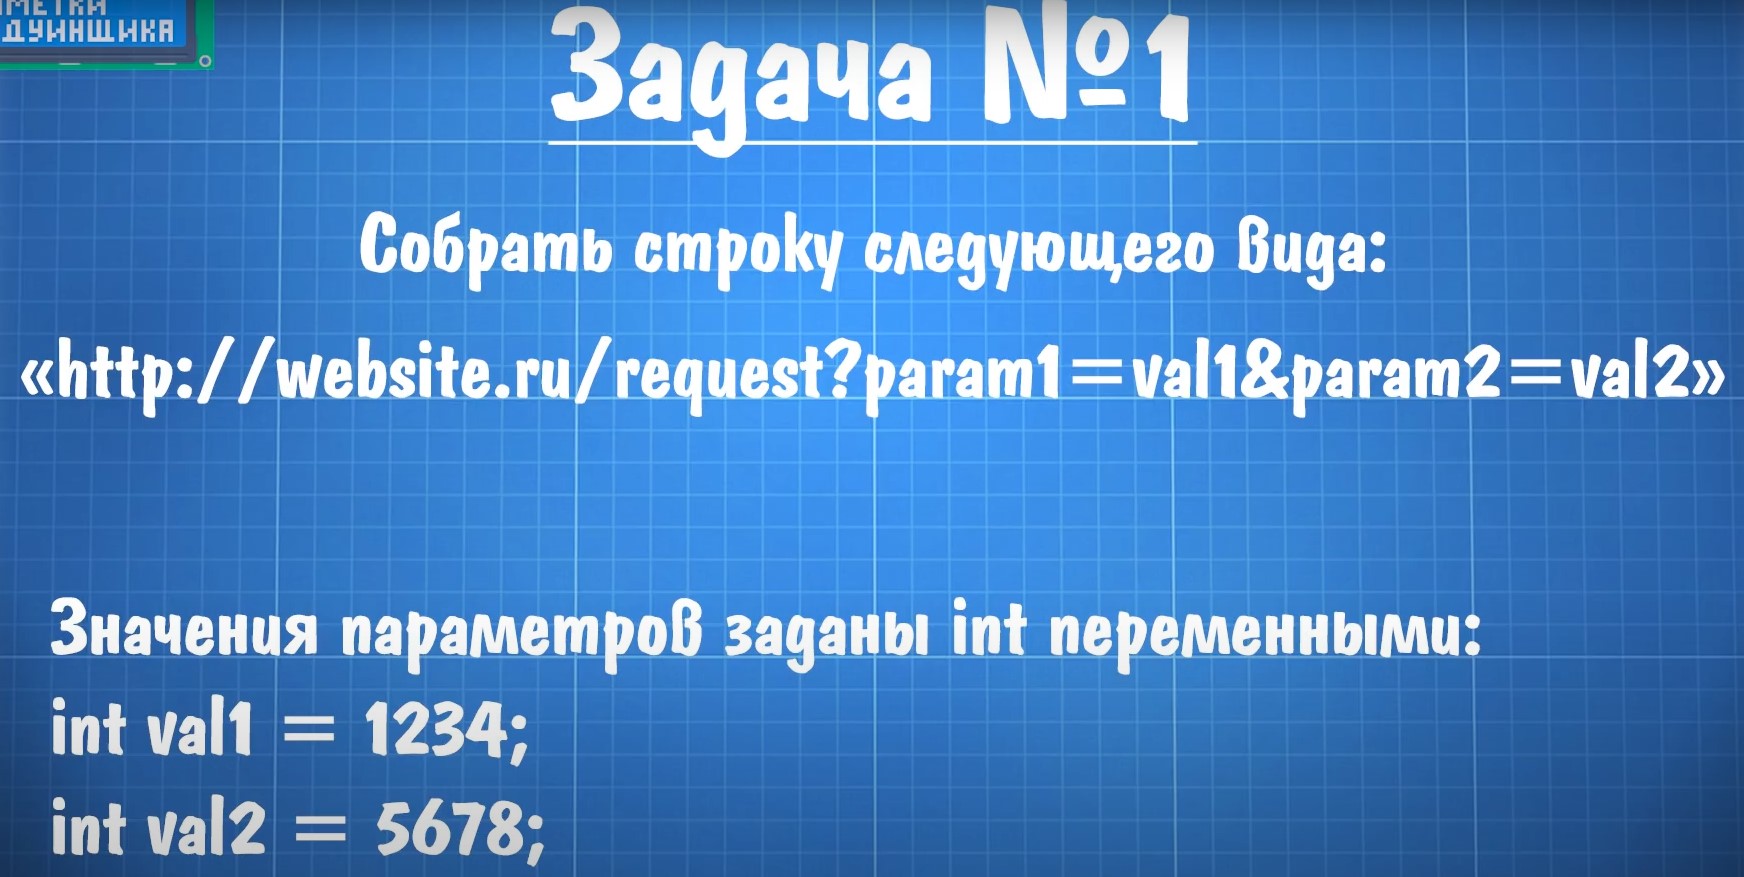 ДУИНЩИКА
Задача №1
Собрать строку следующего вида:
«http://website.ru/request?param1=val1&param2=val2»
Значения параметров заданы int переменными:
int val1 = 1234;
int val2 = 5678;